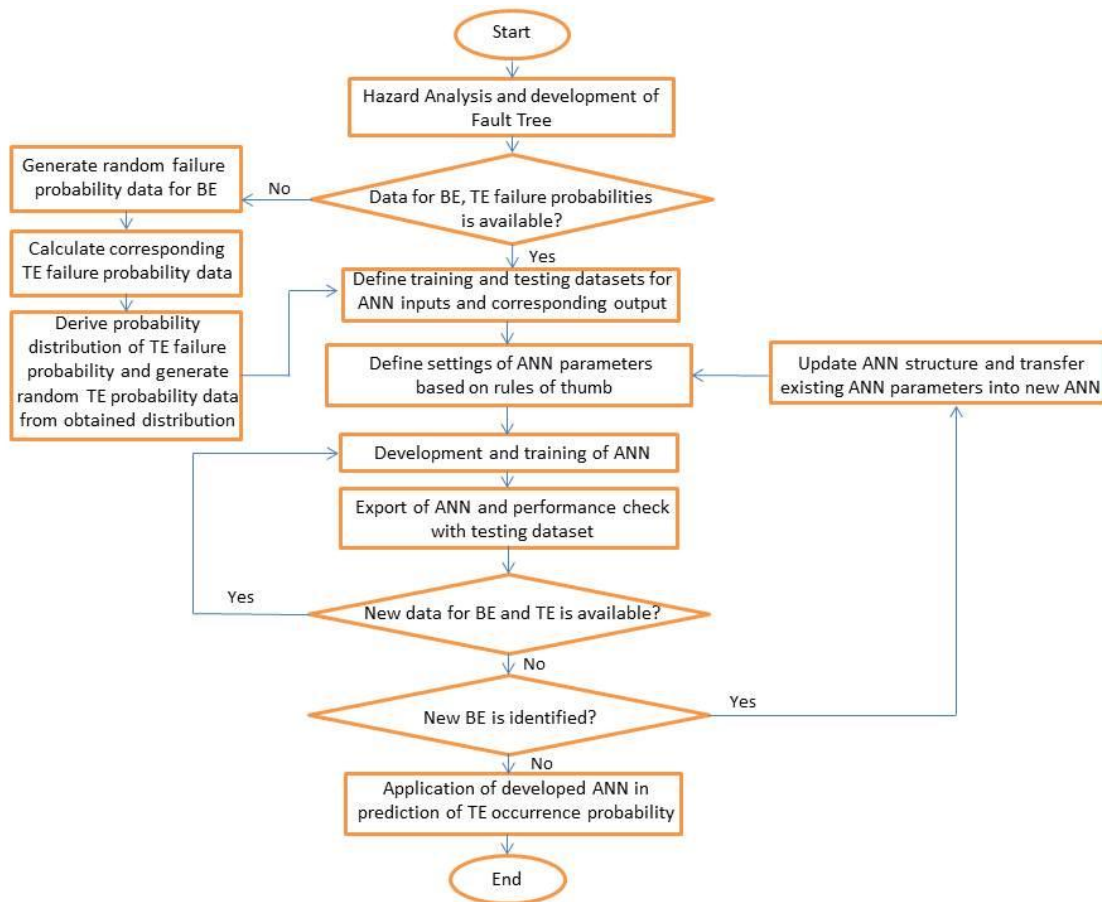 Start
Hazard Analysis and development of
Fault Tree
Data for BE, TE failure probabilities
is available?
No
Generate random failure
probability data for BE
Calculate corresponding
TE failure probability data
Derive probability
distribution of TE failure
probability and generate
random TE probability data
from obtained distribution
Yes
Define training and testing datasets for
ANN inputs and corresponding output
Define settings of ANN parameters
based on rules of thumb
Update ANN structure and transfer
existing ANN parameters into new ANN
Development and training of ANN
Export of ANN and performance check
with testing dataset
Yes
New data for BE and TE is available?
No
New BE is identified?
Yes
No
Application of developed ANN in
prediction of TE occurrence probability
End